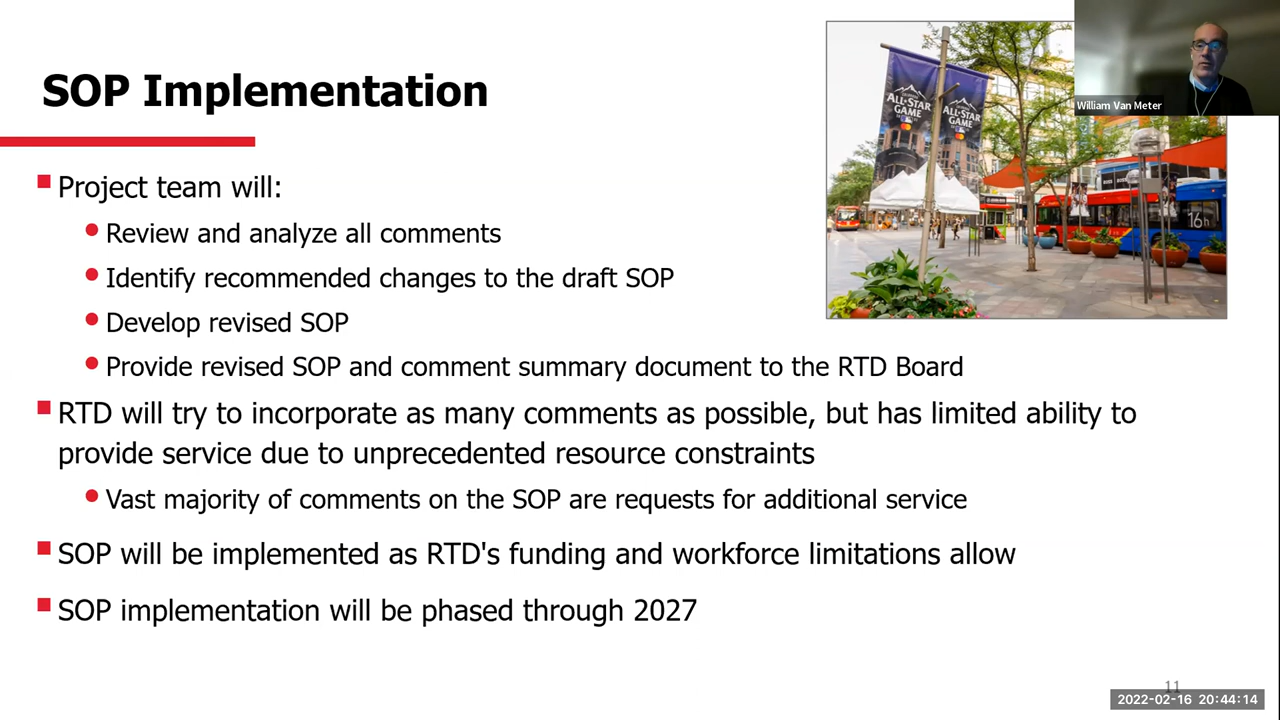 SOP Implementation
ALL-STAR
GAME
ALL-STAR
GAME
William Van Meter
16th
Project team will:
Review and analyze all comments
Identify recommended changes to the draft SOP
Develop revised SOP
Provide revised SOP and comment summary document to the RTD Board
RTD will try to incorporate as many comments as possible, but has limited ability to
provide service due to unprecedented resource constraints
Vast majority of comments on the SOP are requests for additional service
SOP will be implemented as RTD's funding and workforce limitations allow
SOP implementation will be phased through 2027
11
2022-02-16 20:44:14